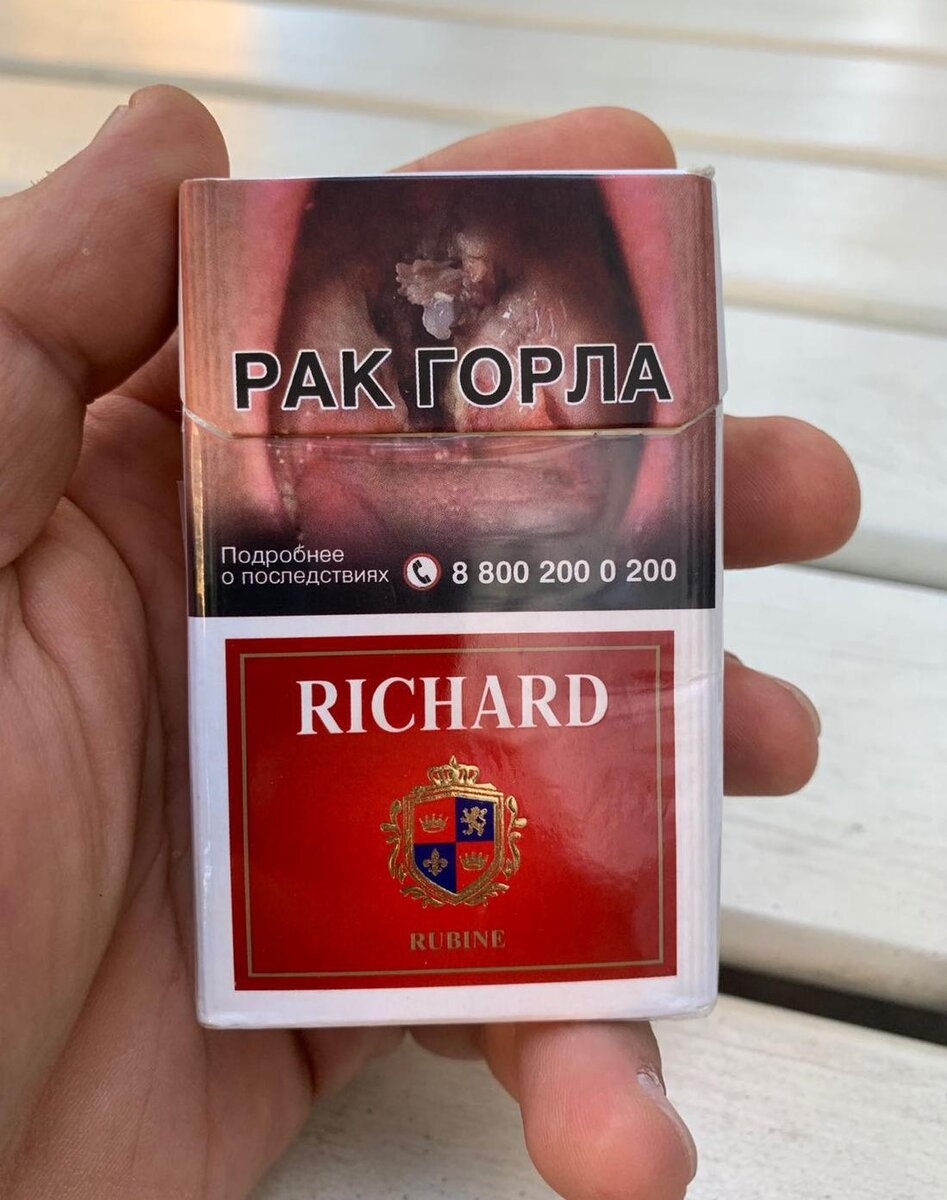 РАК ГОРЛА
Подробнее
о последствиях 8 800 200 0 200
RICHARD
RUBINE